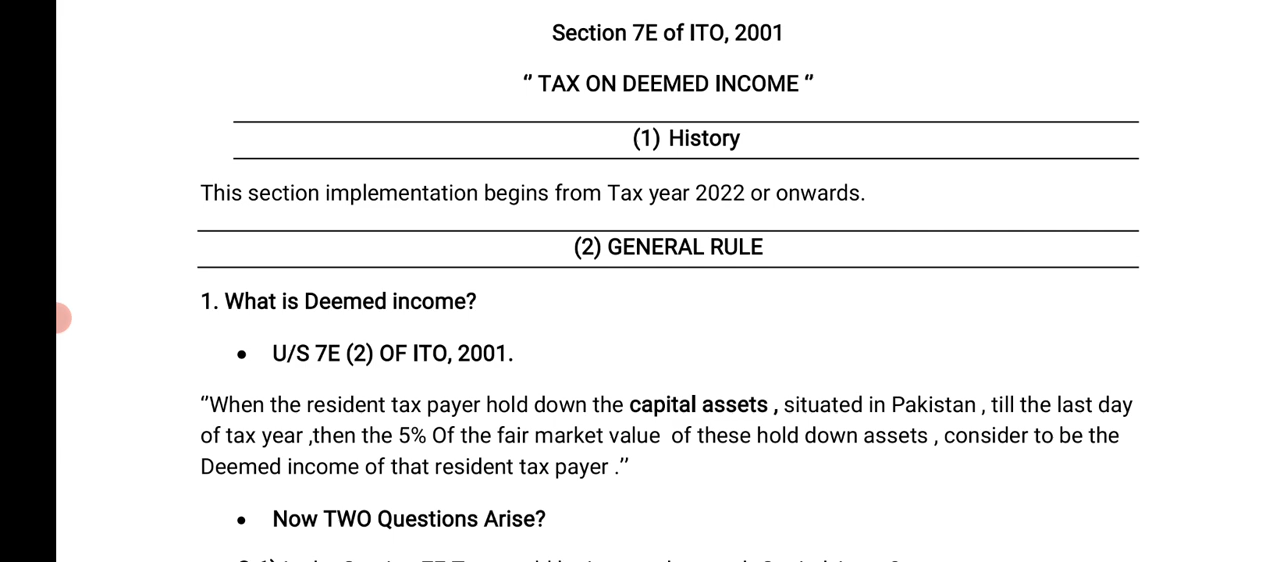 Section 7E of ITO, 2001
‘’ TAX ON DEEMED INCOME ‘’
(1) History
This section implementation begins from Tax year 2022 or onwards.
(2) GENERAL RULE
1. What is Deemed income?
• U/S 7E (2) OF ITO, 2001.
‘’When the resident tax payer hold down the capital assets , situated in Pakistan , till the last day
of tax year ,then the 5% Of the fair market value of these hold down assets , consider to be the
Deemed income of that resident tax payer .’’
• Now TWO Questions Arise?